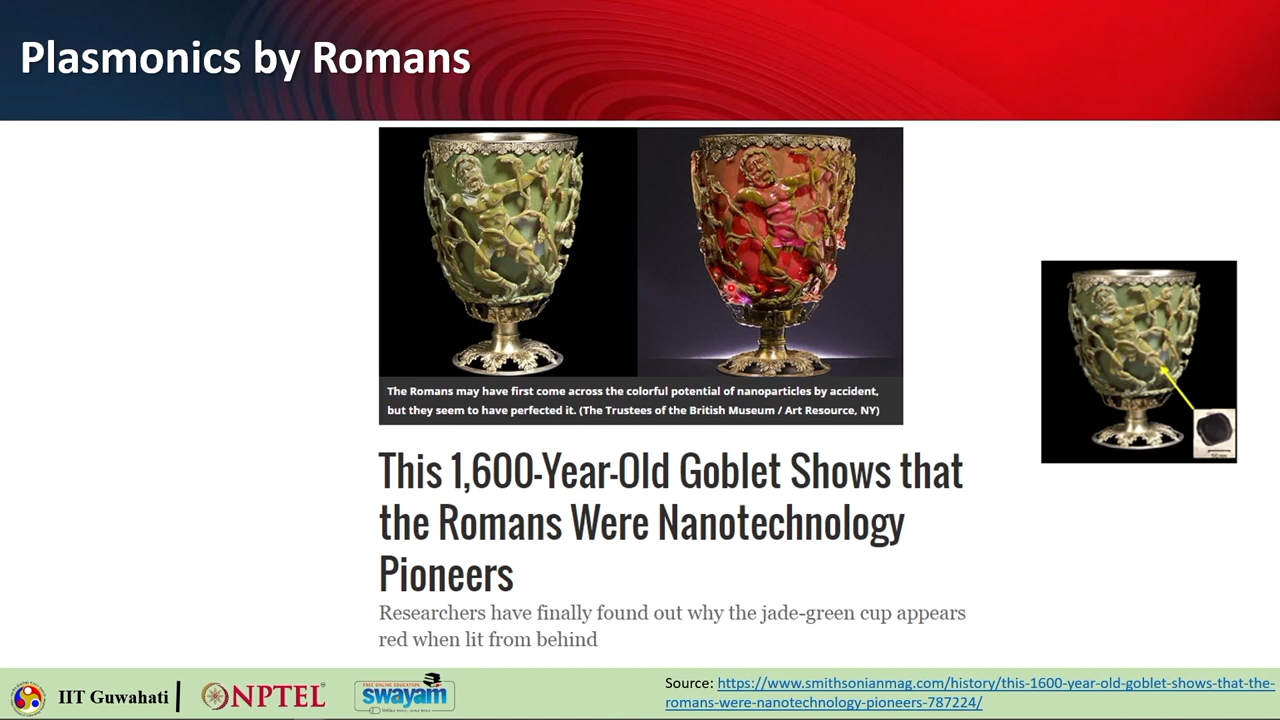 Plasmonics by Romans
The Romans may have first come across the colorful potential of nanoparticles by accident,
but they seem to have perfected it. (The Trustees of the British Museum / Art Resource, NY)
This 1,600-Year-Old Goblet Shows that
the Romans Were Nanotechnology
Pioneers
Researchers have finally found out why the jade-green cup appears
red when lit from behind
IIT Guwahati
NPTEL
FREE ONLINE EDUCATION
swayam
Source: https://www.smithsonianmag.com/history/this-1600-year-old-goblet-shows-that-the-
romans-were-nanotechnology-pioneers-787224/